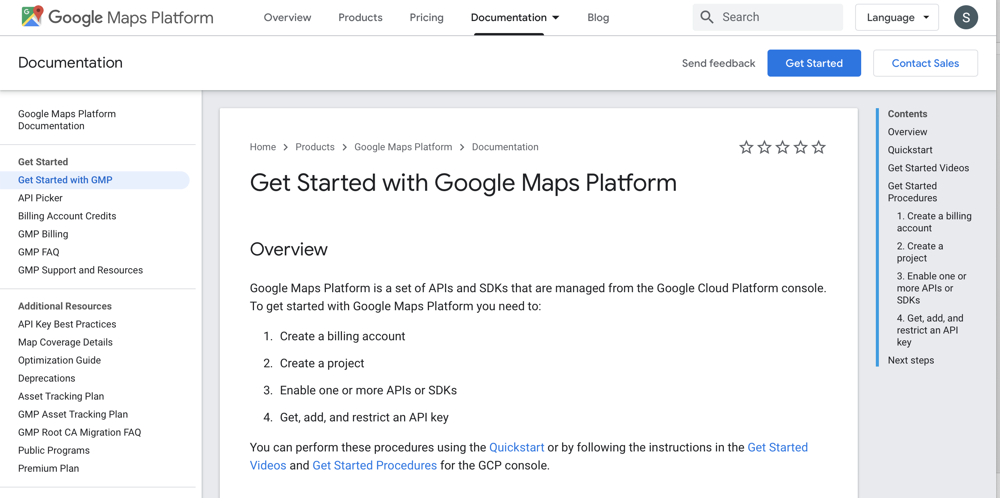 Google Maps Platform
Overview
Products
Pricing
Documentation
Blog
Search
Language
S
Documentation
Send feedback
Get Started
Contact Sales
Google Maps Platform
Documentation
Get Started
Get Started with GMP
API Picker
Billing Account Credits
GMP Billing
GMP FAQ
GMP Support and Resources
Additional Resources
API Key Best Practices
Map Coverage Details
Optimization Guide
Deprecations
Asset Tracking Plan
GMP Asset Tracking Plan
GMP Root CA Migration FAQ
Public Programs
Premium Plan
Home > Products > Google Maps Platform > Documentation
Get Started with Google Maps Platform
Overview
Google Maps Platform is a set of APIs and SDKs that are managed from the Google Cloud Platform console.
To get started with Google Maps Platform you need to:
1. Create a billing account
2. Create a project
3. Enable one or more APIs or SDKs
4. Get, add, and restrict an API key
You can perform these procedures using the Quickstart or by following the instructions in the Get Started
Videos and Get Started Procedures for the GCP console.
Contents
Overview
Quickstart
Get Started Videos
Get Started
Procedures
1. Create a billing
account
2. Create a
project
3. Enable one or
more APIs or
SDKs
4. Get, add, and
restrict an API
key
Next steps